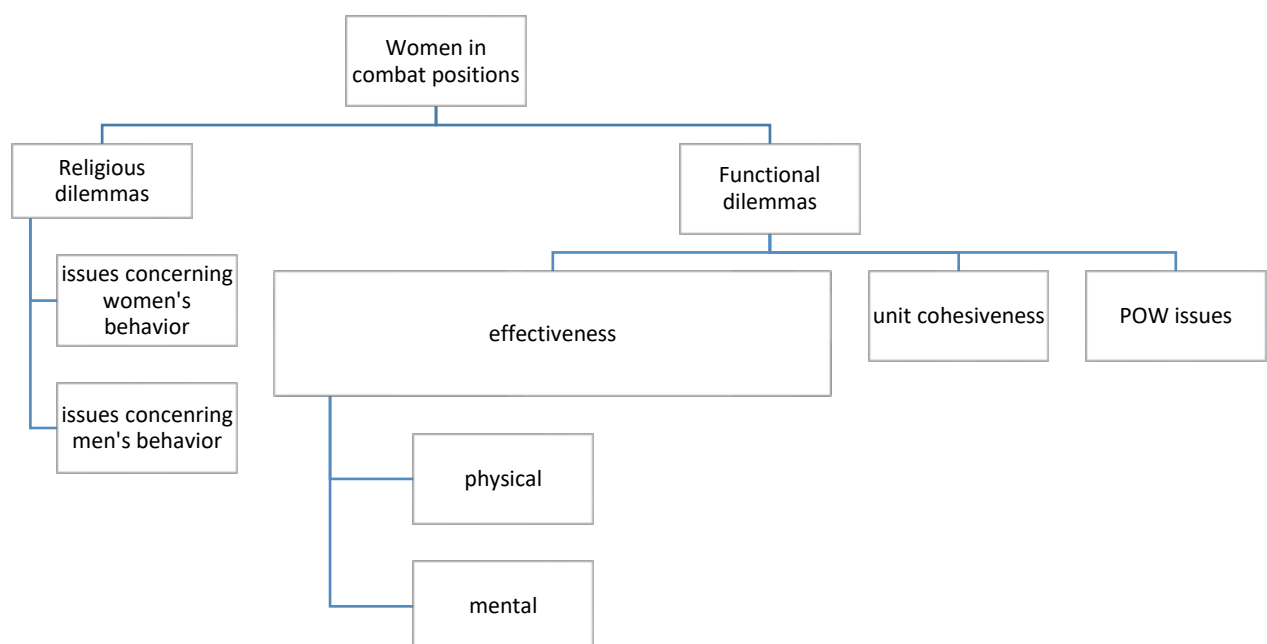 Women in
combat positions
Religious
dilemmas
issues concerning
women's
behavior
issues concenring
men's behavior
Functional
dilemmas
effectiveness
physical
mental
unit cohesiveness
POW issues